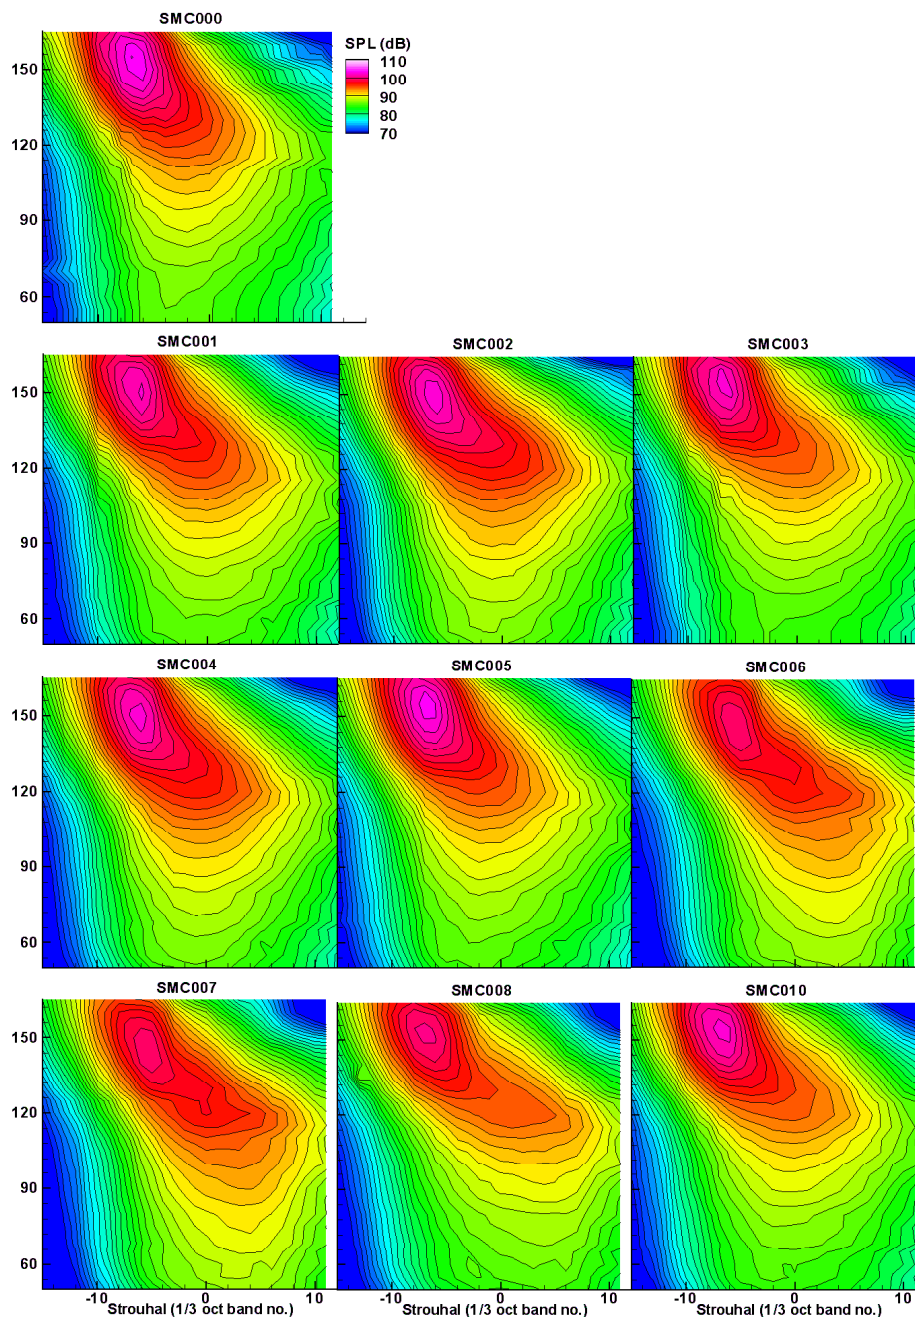 SMC000
SPL (dB)
110
100
90
80
70
150
120
90
60
SMC001
SMC002
SMC003
150
120
90
60
SMC004
SMC005
SMC006
150
120
90
60
SMC007
SMC008
SMC010
150
120
90
60
-10 0 10 -10 0 10 -10 0 10
Strouhal (1/3 oct band no.) Strouhal (1/3 oct band no.) Strouhal (1/3 oct band no.)